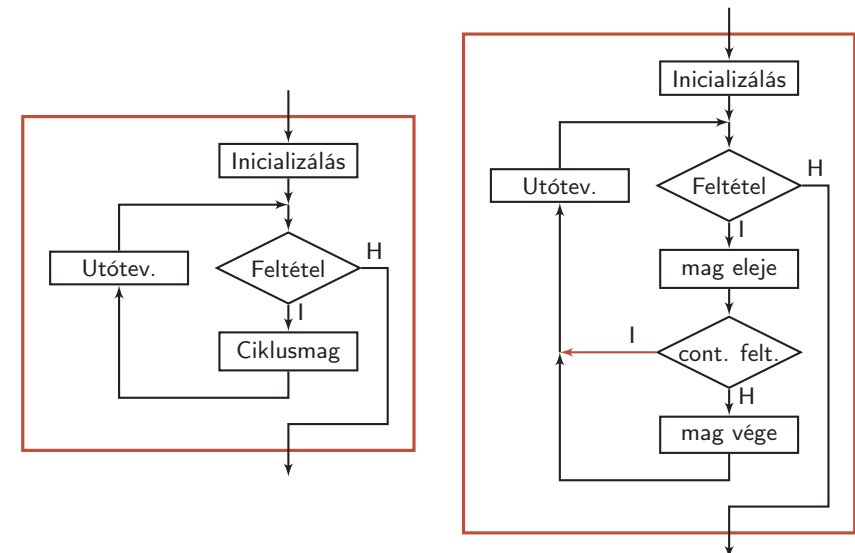 Inicializálás
Utótev.
Feltétel
H
I
Ciklusmag
Inicializálás
Utótev.
Feltétel
H
I
mag eleje
I
cont. felt.
H
mag vége